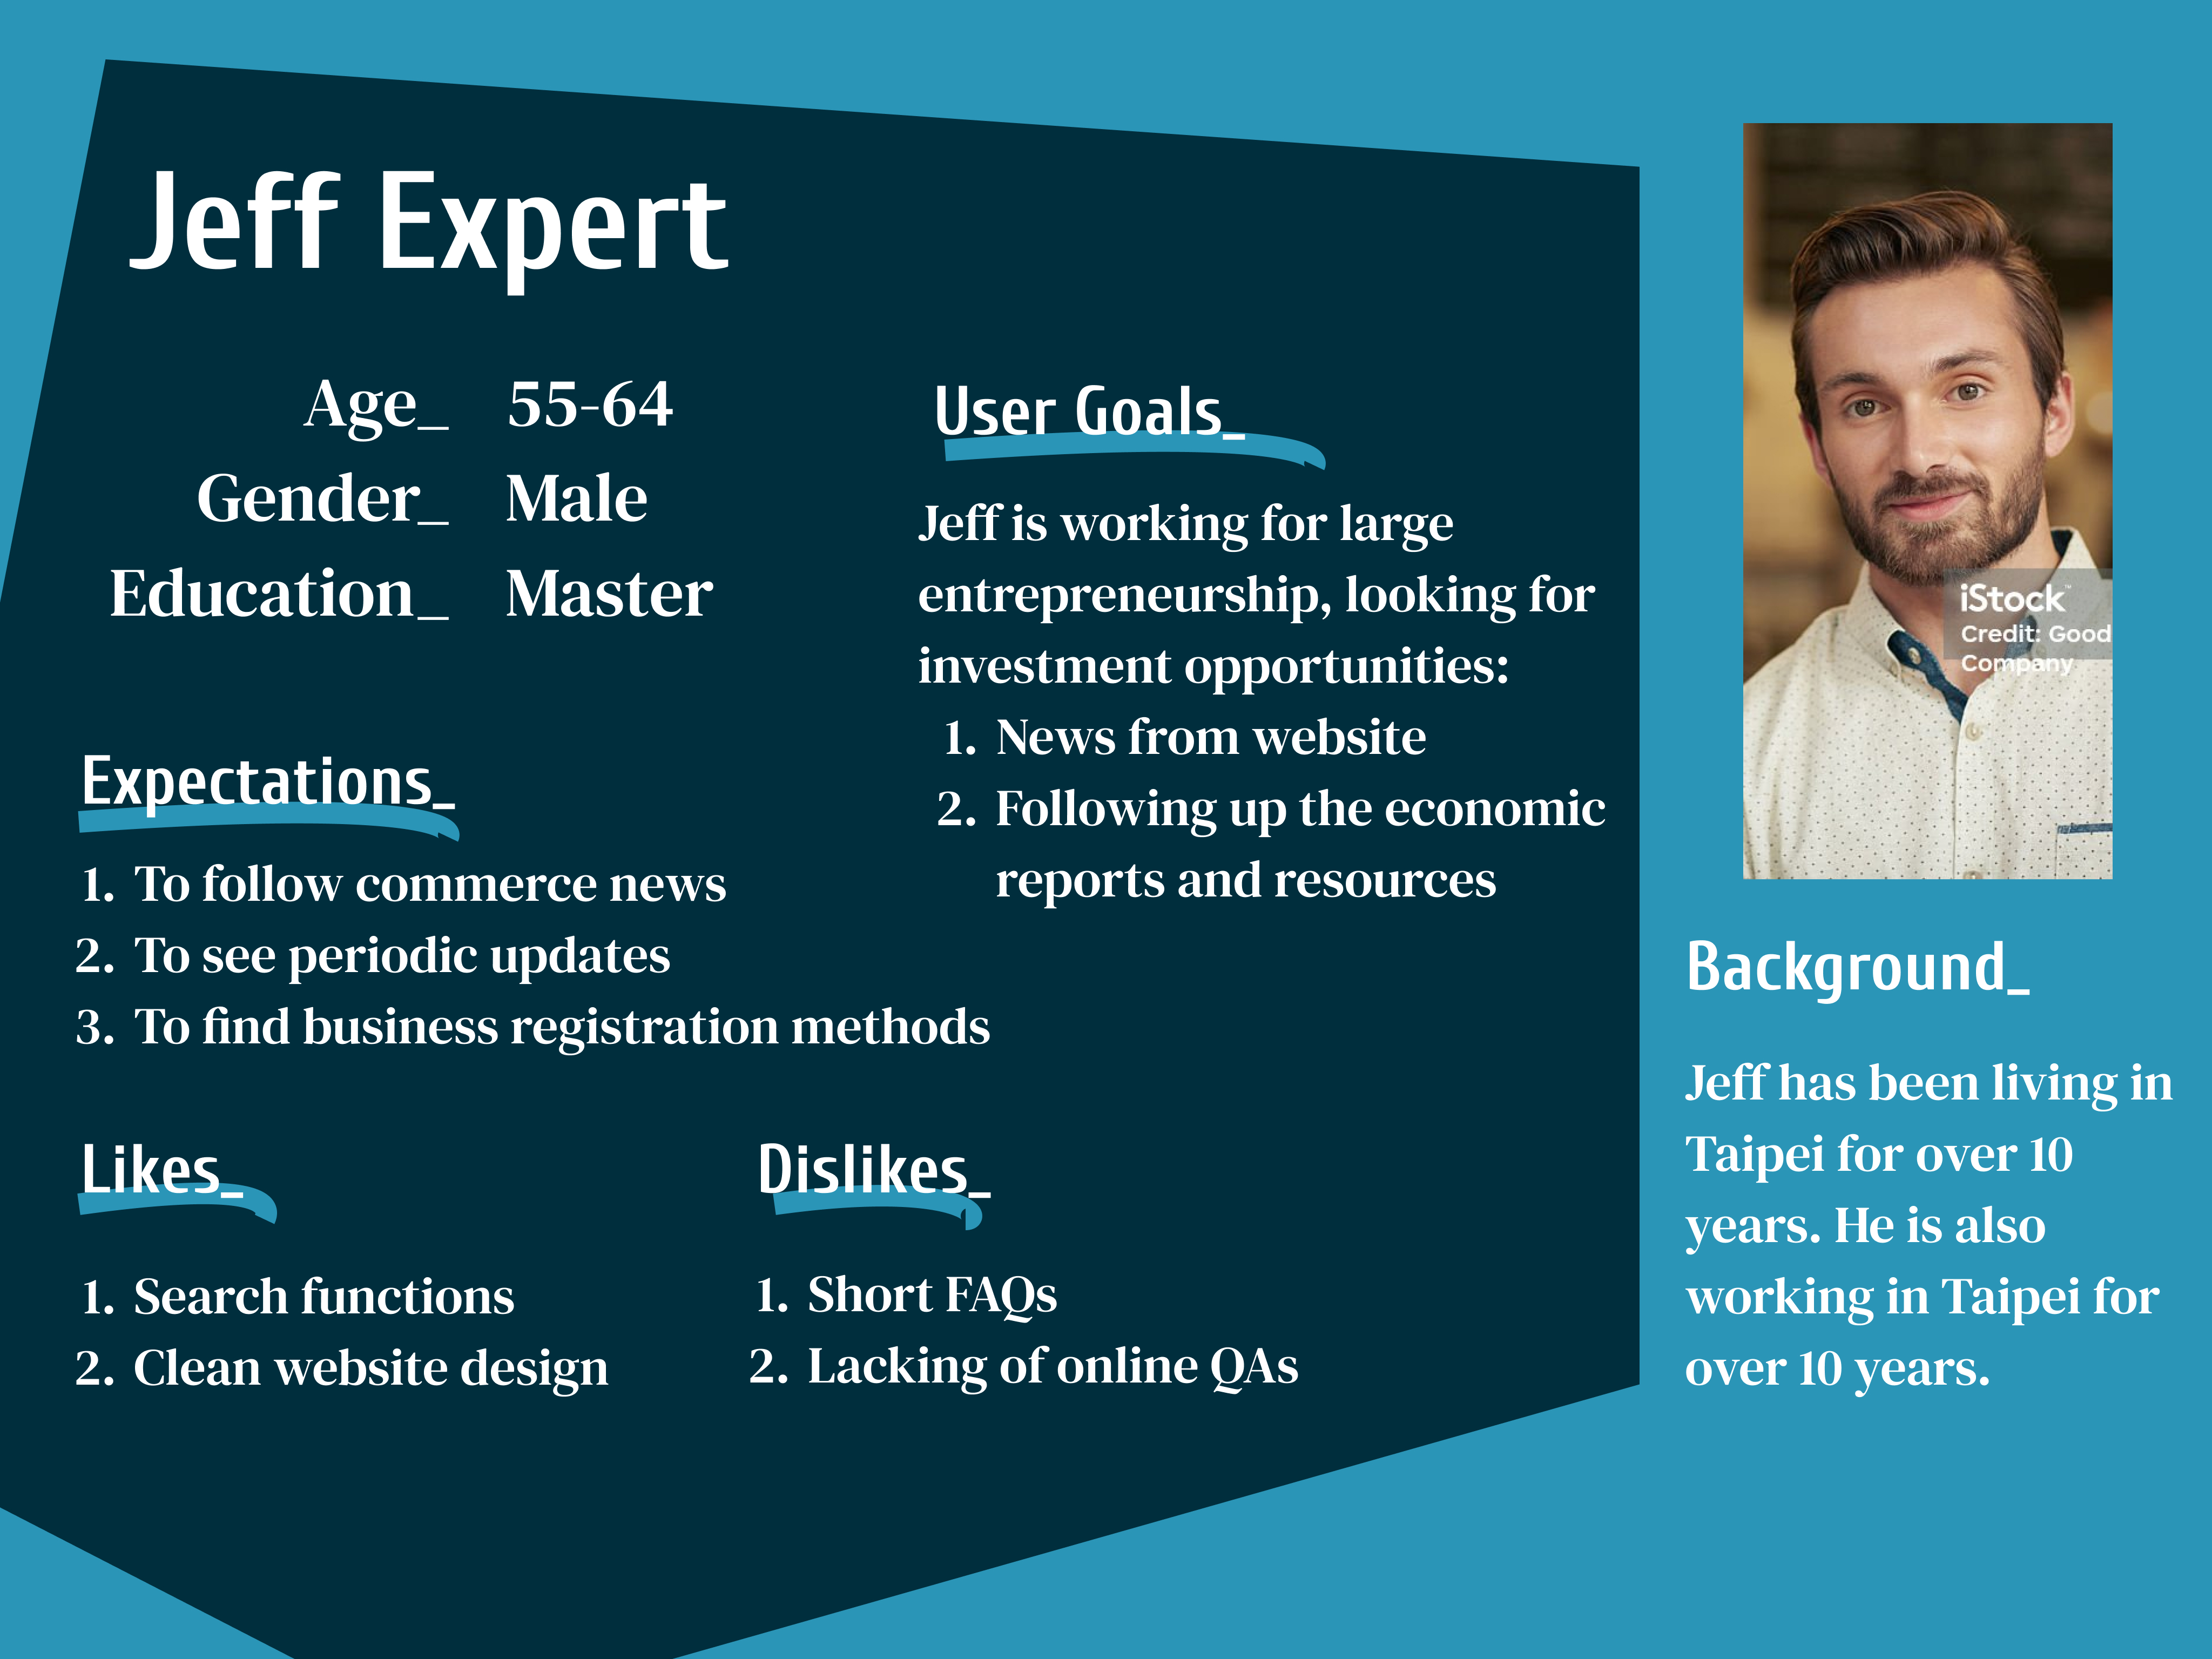 Jeff Expert
Age_ 55-64
Gender_ Male
Education_ Master
User Goals_
Jeff is working for large
entrepreneurship, looking for
investment opportunities:
1. News from website
2. Following up the economic
reports and resources
Expectations_
1. To follow commerce news
2. To see periodic updates
3. To find business registration methods
Likes_
1. Search functions
2. Clean website design
Dislikes_
1. Short FAQs
2. Lacking of online QAs
iStock™
Credit: Good
Company
Background_
Jeff has been living in
Taipei for over 10
years. He is also
working in Taipei for
over 10 years.